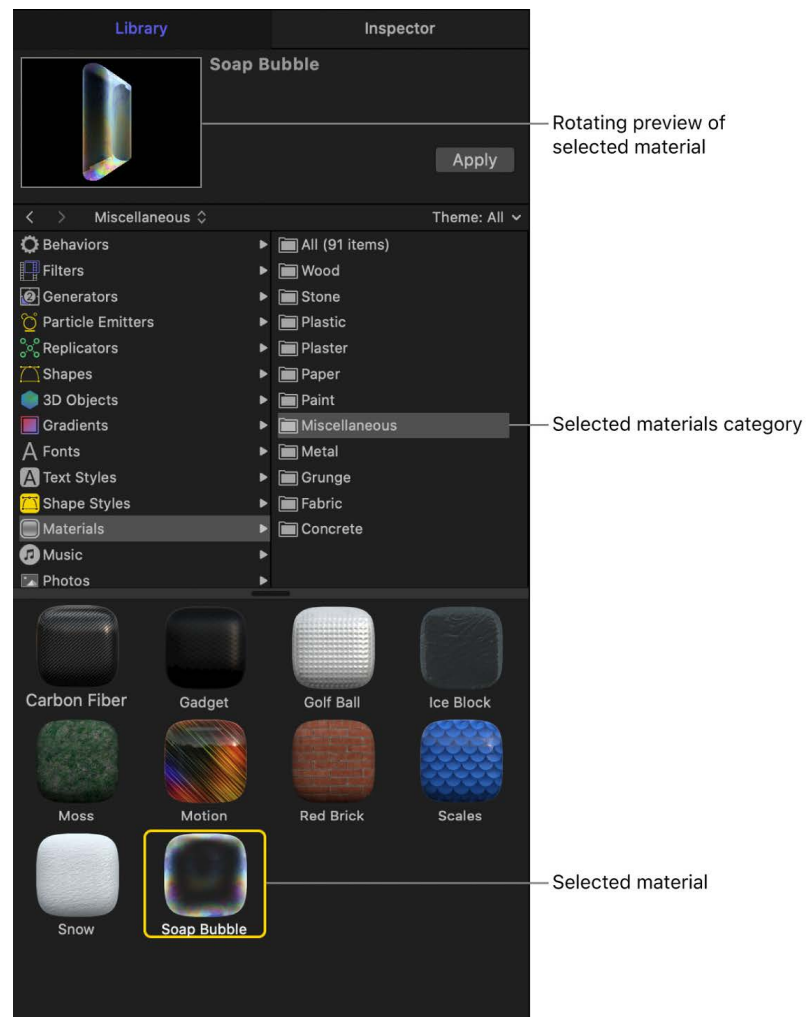 Library
Inspector
Soap Bubble
Rotating preview of
selected material
Apply
Miscellaneous
Theme: All
Behaviors
Filters
Generators
Particle Emitters
Replicators
Shapes
3D Objects
Gradients
Fonts
Text Styles
Shape Styles
Materials
Music
Photos
All (91 items)
Wood
Stone
Plastic
Plaster
Paper
Paint
Miscellaneous
Metal
Grunge
Fabric
Concrete
Selected materials category
Carbon Fiber
Gadget
Golf Ball
Ice Block
Moss
Motion
Red Brick
Scales
Snow
Soap Bubble
Selected material